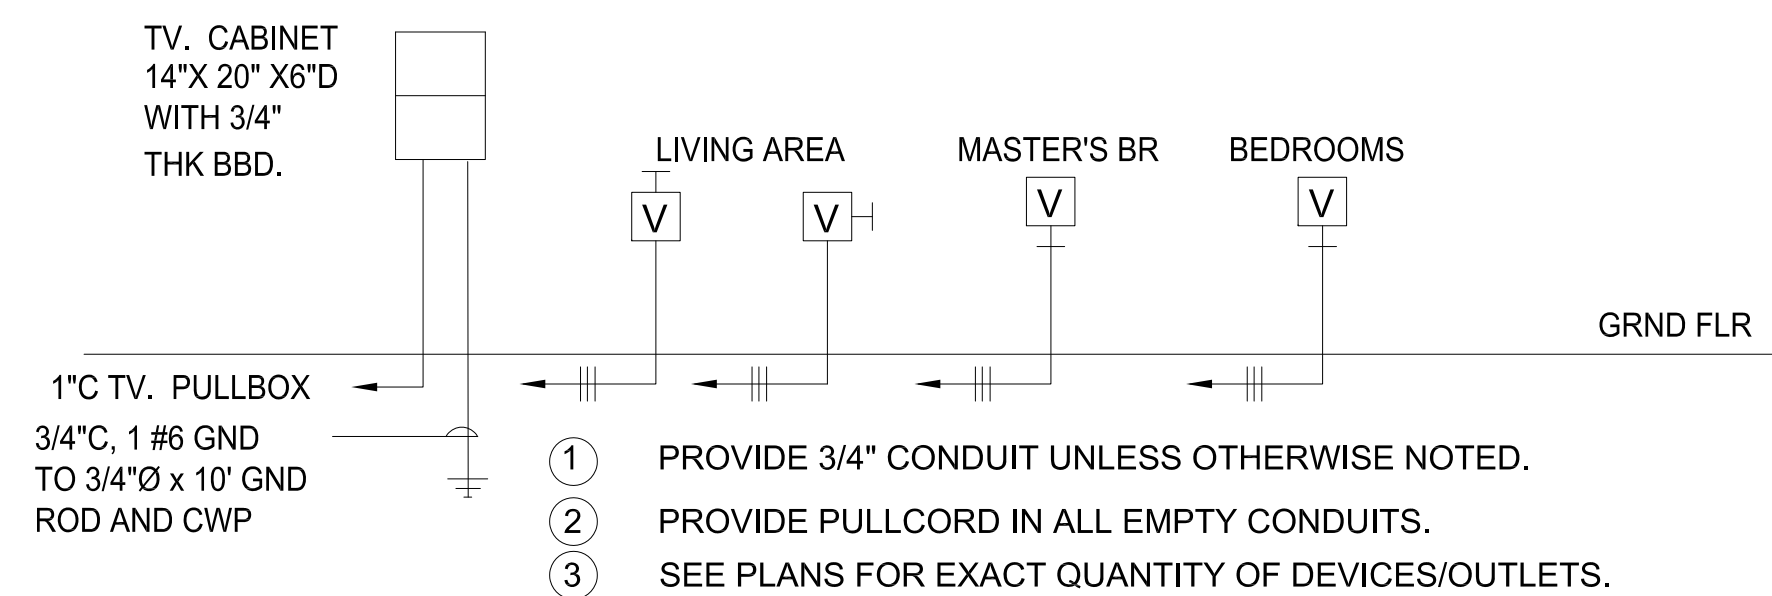 TV. CABINET
14"X 20" X6"D
WITH 3/4"
THK BBD.
LIVING AREA
MASTER'S BR
BEDROOMS
V
V
V
V
GRND FLR
1"C TV. PULLBOX
3/4"C, 1 #6 GND
TO 3/4"Ø x 10' GND
ROD AND CWP
1 PROVIDE 3/4" CONDUIT UNLESS OTHERWISE NOTED.
2 PROVIDE PULLCORD IN ALL EMPTY CONDUITS.
3 SEE PLANS FOR EXACT QUANTITY OF DEVICES/OUTLETS.